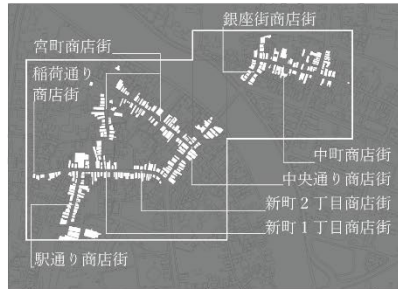 銀座街商店街
宮町商店街
稲荷通り
商店街
中町商店街
中央通り商店街
新町２丁目商店街
新町１丁目商店街
駅通り商店街